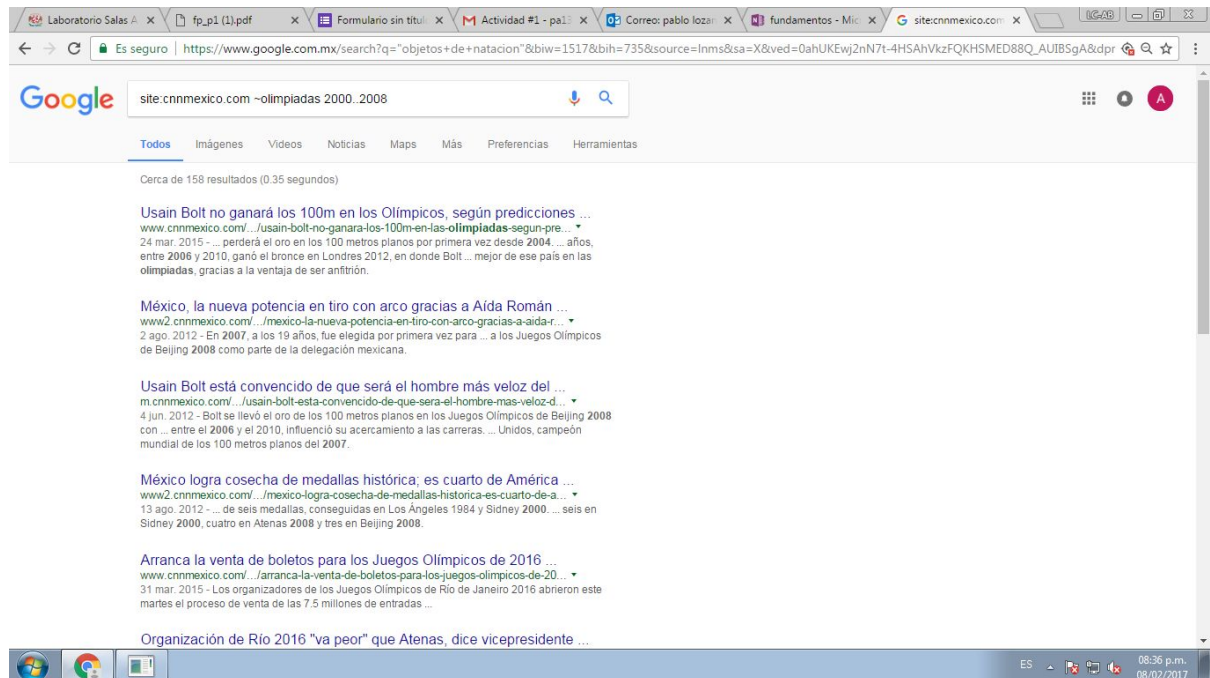 Laboratorio Salas A
fp_p1 (1).pdf
Formulario sin títul
Actividad #1 - pa13
Correo: pablo lozan
fundamentos - Mic
site:cnnmexico.com
LC-AB
Es seguro | https://www.google.com.mx/search?q="objetos+de+natacion"&biw=1517&bih=735&source=lnms&sa=X&ved=0ahUKEwj2nN7t-4HSAhVkzFQKHSMED88Q_AUIBSgA&dpr
Google
site:cnnmexico.com ~olimpiadas 2000..2008
A
Todos Imágenes Videos Noticias Maps Más Preferencias Herramientas
Cerca de 158 resultados (0.35 segundos)
Usain Bolt no ganará los 100m en los Olímpicos, según predicciones ...
www.cnnmexico.com/.../usain-bolt-no-ganara-los-100m-en-las-olimpiadas-segun-pre...
24 mar. 2015 - ... perderá el oro en los 100 metros planos por primera vez desde 2004. ... años,
entre 2006 y 2010, ganó el bronce en Londres 2012, en donde Bolt ... mejor de ese país en las
olimpiadas, gracias a la ventaja de ser anfitrión.
México, la nueva potencia en tiro con arco gracias a Aída Román ...
www2.cnnmexico.com/.../mexico-la-nueva-potencia-en-tiro-con-arco-gracias-a-aida-r...
2 ago. 2012 - En 2007, a los 19 años, fue elegida por primera vez para ... a los Juegos Olímpicos
de Beijing 2008 como parte de la delegación mexicana.
Usain Bolt está convencido de que será el hombre más veloz del ...
m.cnnmexico.com/.../usain-bolt-esta-convencido-de-que-sera-el-hombre-mas-veloz-d...
4 jun. 2012 - Bolt se llevó el oro de los 100 metros planos en los Juegos Olímpicos de Beijing 2008
con ... entre el 2006 y el 2010, influenció su acercamiento a las carreras. ... Unidos, campeón
mundial de los 100 metros planos del 2007.
México logra cosecha de medallas histórica; es cuarto de América ...
www2.cnnmexico.com/.../mexico-logra-cosecha-de-medallas-historica-es-cuarto-de-a...
13 ago. 2012 - ... de seis medallas, conseguidas en Los Ángeles 1984 y Sidney 2000. ... seis en
Sidney 2000, cuatro en Atenas 2008 y tres en Beijing 2008.
Arranca la venta de boletos para los Juegos Olímpicos de 2016 ...
www.cnnmexico.com/.../arranca-la-venta-de-boletos-para-los-juegos-olimpicos-de-20...
31 mar. 2015 - Los organizadores de los Juegos Olímpicos de Río de Janeiro 2016 abrieron este
martes el proceso de venta de las 7.5 millones de entradas ...
Organización de Río 2016 "va peor" que Atenas, dice vicepresidente ...
ES
08:36 p.m.
08/02/2017